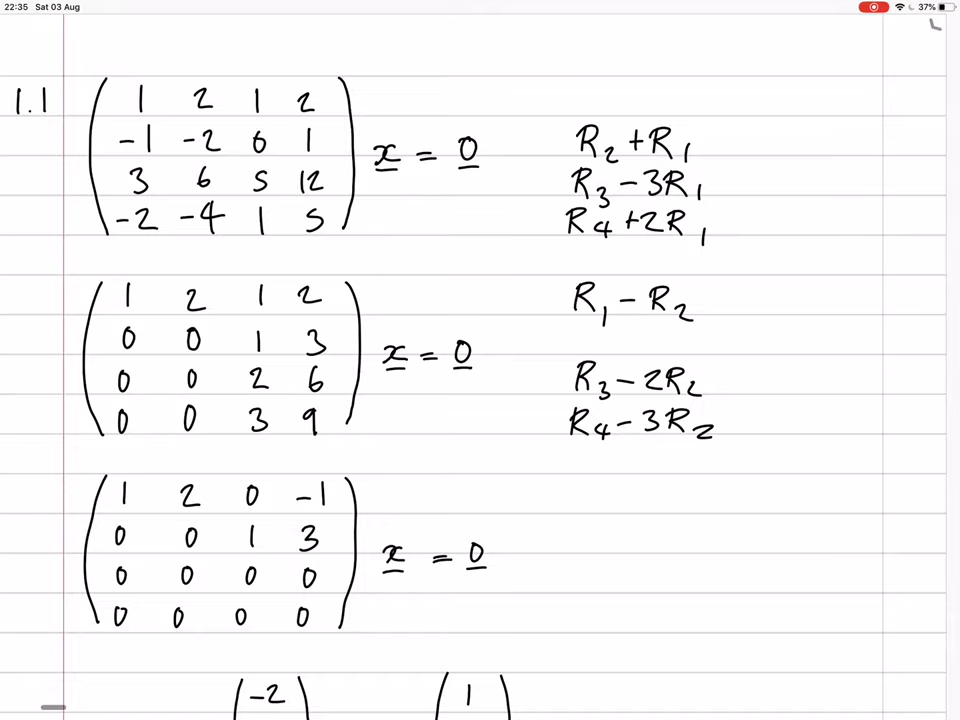 22:35 Sat 03 Aug 37%
1.1
1 2 1 2
-1 -2 0 1
3 6 5 12
-2 -4 1 5
x = 0
R2 + R1
R3 - 3R1
R4 + 2R1
1 2 1 2
0 0 1 3
0 0 2 6
0 0 3 9
x = 0
R1 - R2
R3 - 2R2
R4 - 3R2
1 2 0 -1
0 0 1 3
0 0 0 0
0 0 0 0
x = 0
-2 1